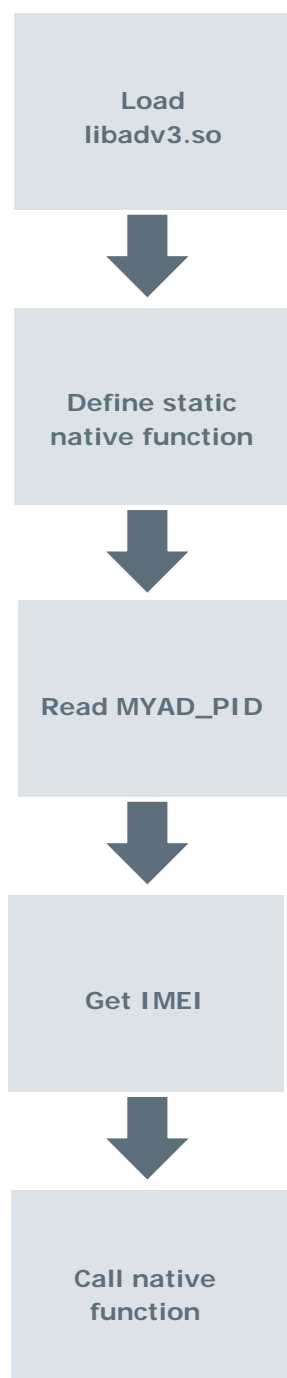 Load
libadv3.so
Define static
native function
Read MYAD_PID
Get IMEI
Call native
function